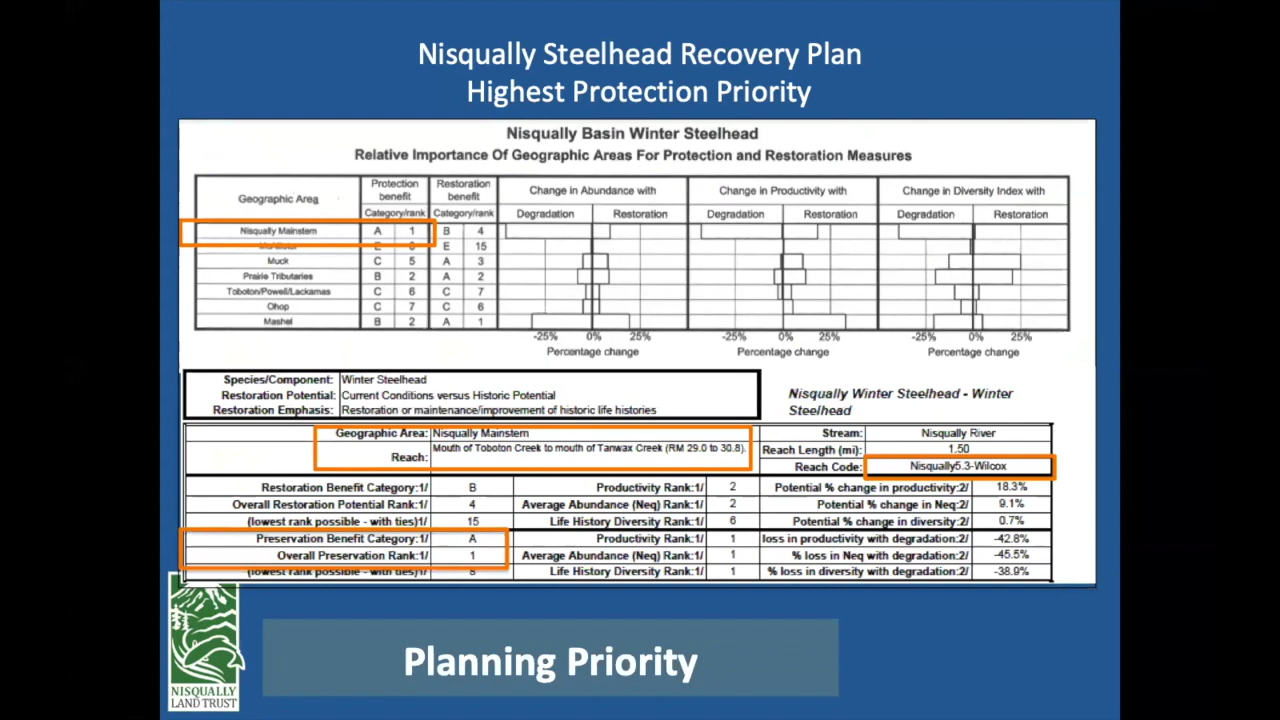 Nisqually Steelhead Recovery Plan
Highest Protection Priority
Nisqually Basin Winter Steelhead
Relative Importance Of Geographic Areas For Protection and Restoration Measures
Geographic Area Protection benefit Restoration benefit Change in Abundance with Change in Productivity with Change in Diversity Index with
Category/rank Category/rank Degradation Restoration Degradation Restoration Degradation Restoration
Nisqually Mainstem A 1 B 4
E E 15
Muck C 5 A 3
Prairie Tributaries B 2 A 2
Toboton/Powell/Lackamas C 6 C 7
Ohop C 7 C 6
Mashel B 2 A 1
-25% 0% 25% -25% 0% 25% -25% 0% 25%
Percentage change Percentage change Percentage change
Species/Component: Winter Steelhead
Restoration Potential: Current Conditions versus Historic Potential
Restoration Emphasis: Restoration or maintenance/improvement of historic life histories
Nisqually Winter Steelhead - Winter
Steelhead
Geographic Area: Nisqually Mainstem Stream: Nisqually River
Reach: Mouth of Toboton Creek to mouth of Tanwax Creek (RM 29.0 to 30.8). Reach Length (mi): 1.50
Reach Code: Nisqually5.3-Wilcox
Restoration Benefit Category:1/ B Productivity Rank:1/ 2 Potential % change in productivity:2/ 18.3%
Overall Restoration Potential Rank:1/ 4 Average Abundance (Neq) Rank:1/ 2 Potential % change in Neq:2/ 9.1%
(lowest rank possible - with ties)1/ 15 Life History Diversity Rank:1/ 6 Potential % change in diversity:2/ 0.7%
Preservation Benefit Category:1/ A Productivity Rank:1/ 1 loss in productivity with degradation:2/ -42.8%
Overall Preservation Rank:1/ 1 Average Abundance (Neq) Rank:1/ 1 % loss in Neq with degradation:2/ -45.5%
(lowest rank possible - with ties)1/ 8 Life History Diversity Rank:1/ 1 % loss in diversity with degradation:2/ -38.9%
NISQUALLY
LAND TRUST
Planning Priority